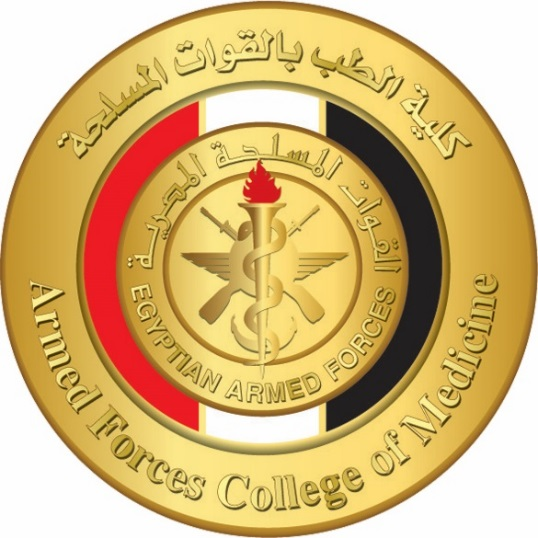 كلية الطب بالقوات المسلحة
القوات المسلحة المصرية
EGYPTIAN ARMED FORCES
Armed Forces College of Medicine